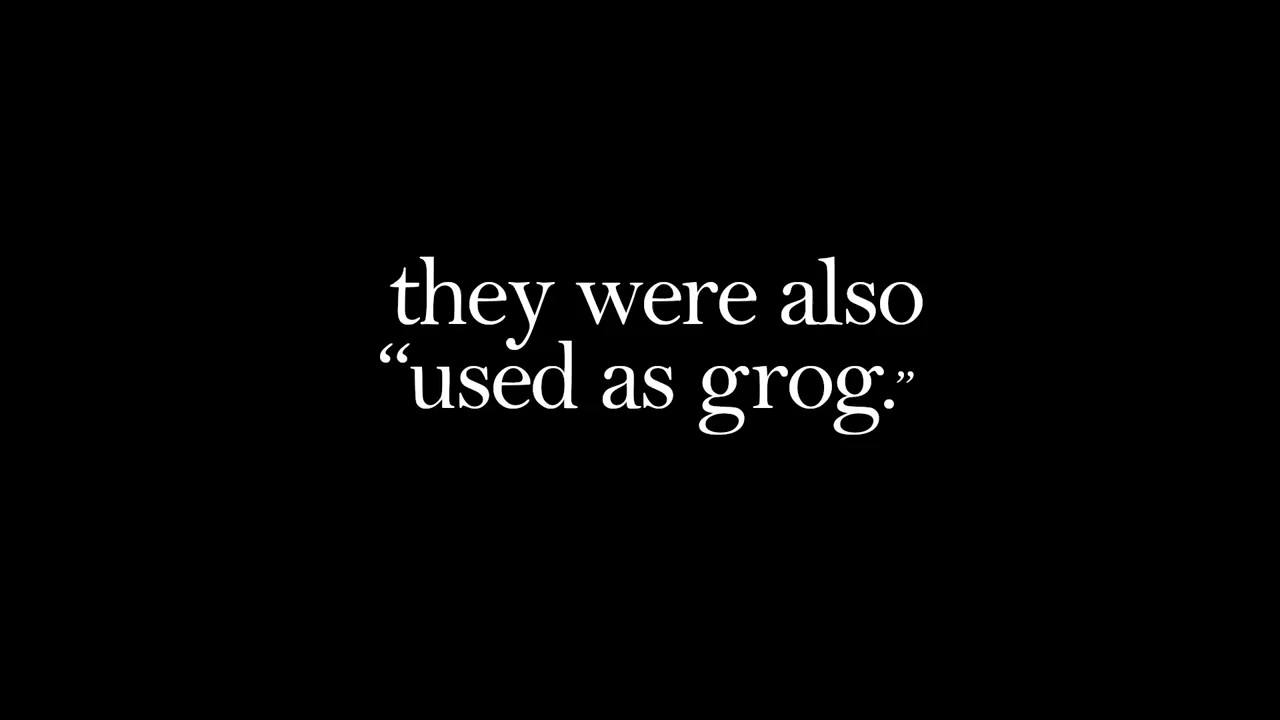 they were also
“used as grog.”